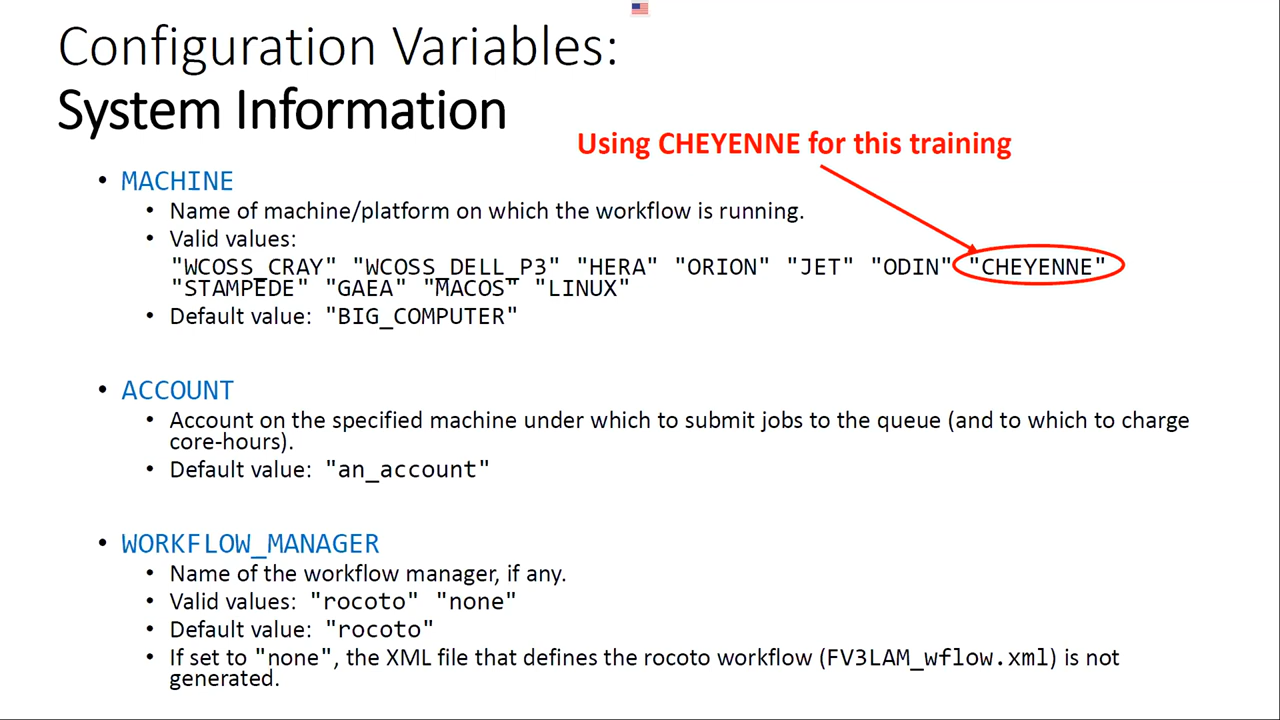 Configuration Variables:
System Information
Using CHEYENNE for this training
• MACHINE
• Name of machine/platform on which the workflow is running.
• Valid values:
"WCOSS_CRAY" "WCOSS_DELL_P3" "HERA" "ORION" "JET" "ODIN" "CHEYENNE"
"STAMPEDE" "GAEA" "MACOS" "LINUX"
• Default value: "BIG_COMPUTER"
• ACCOUNT
• Account on the specified machine under which to submit jobs to the queue (and to which to charge
core-hours).
• Default value: "an_account"
• WORKFLOW_MANAGER
• Name of the workflow manager, if any.
• Valid values: "rocoto" "none"
• Default value: "rocoto"
• If set to "none", the XML file that defines the rocoto workflow (FV3LAM_wflow.xml) is not
generated.